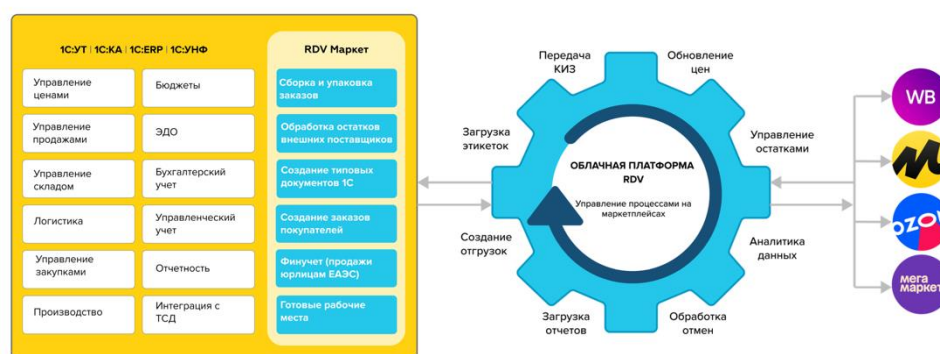 1С:УТ | 1С:КА | 1С:ERP | 1С:УНФ
Управление
ценами
Бюджеты
Управление
продажами
ЭДО
Управление
складом
Бухгалтерский
учет
Логистика
Управленческий
учет
Управление
закупками
Отчетность
Производство
Интеграция с
ТСД
RDV Маркет
Сборка и упаковка
заказов
Обработка остатков
внешних поставщиков
Создание типовых
документов 1С
Создание заказов
покупателей
Финучет (продажи
юрлицам ЕАЭС)
Готовые рабочие
места
Передача
КИЗ
Обновление
цен
Загрузка
этикеток
Управление
остатками
ОБЛАЧНАЯ ПЛАТФОРМА
RDV
Управление процессами на
маркетплейсах
Создание
отгрузок
Аналитика
данных
Загрузка
отчетов
Обработка
отмен
WB
ozon
мега
маркет